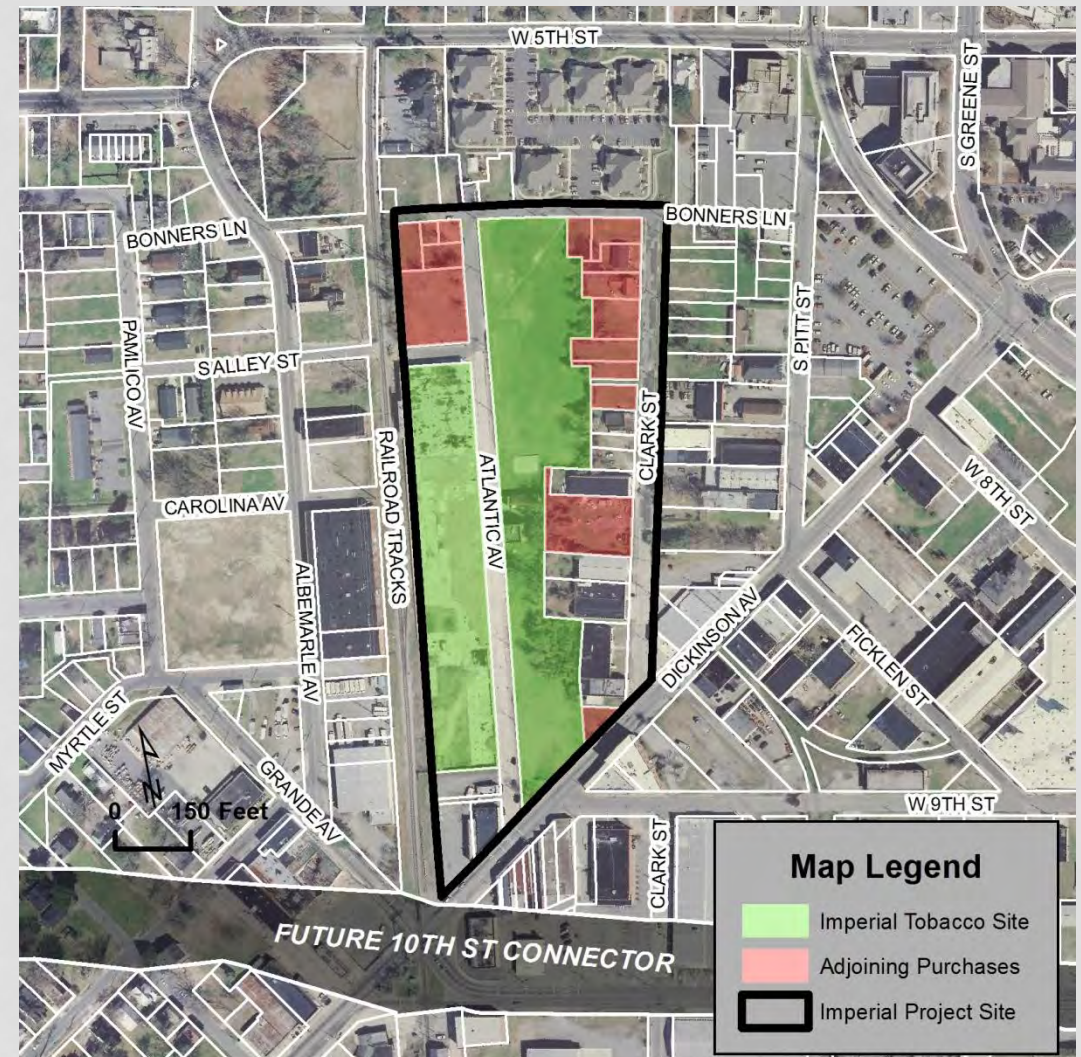 W 5TH ST
S GREENE ST
BONNERS LN
BONNERS LN
PAMLICO AV
S PITT ST
SALLEY ST
RAILROAD TRACKS
ATLANTIC AV
CLARK ST
W 8TH ST
CAROLINA AV
ALBEMARLE AV
DICKINSON AV
FICKLEN ST
MYRTLE ST
GRANDE AV
N
0 150 Feet
W 9TH ST
CLARK ST
FUTURE 10TH ST CONNECTOR
Map Legend
Imperial Tobacco Site
Adjoining Purchases
Imperial Project Site